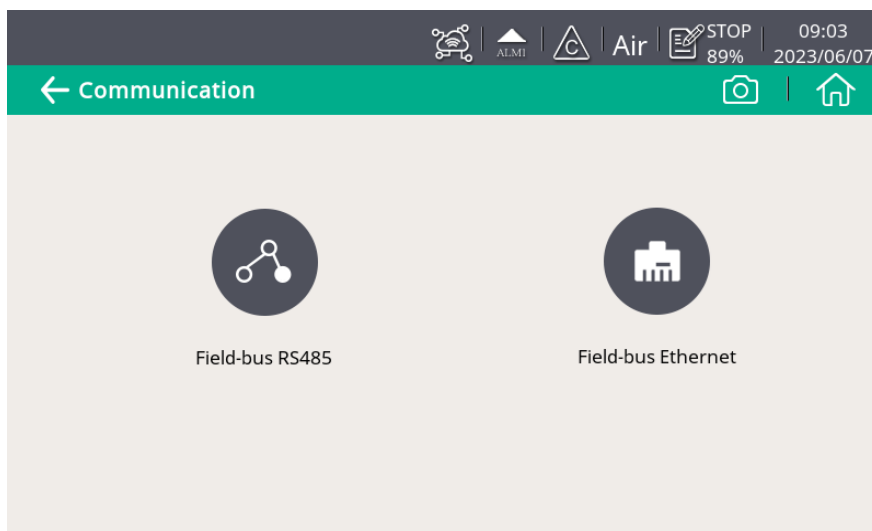 ALM1 C Air STOP 09:03
89% 2023/06/07
Communication
Field-bus RS485 Field-bus Ethernet